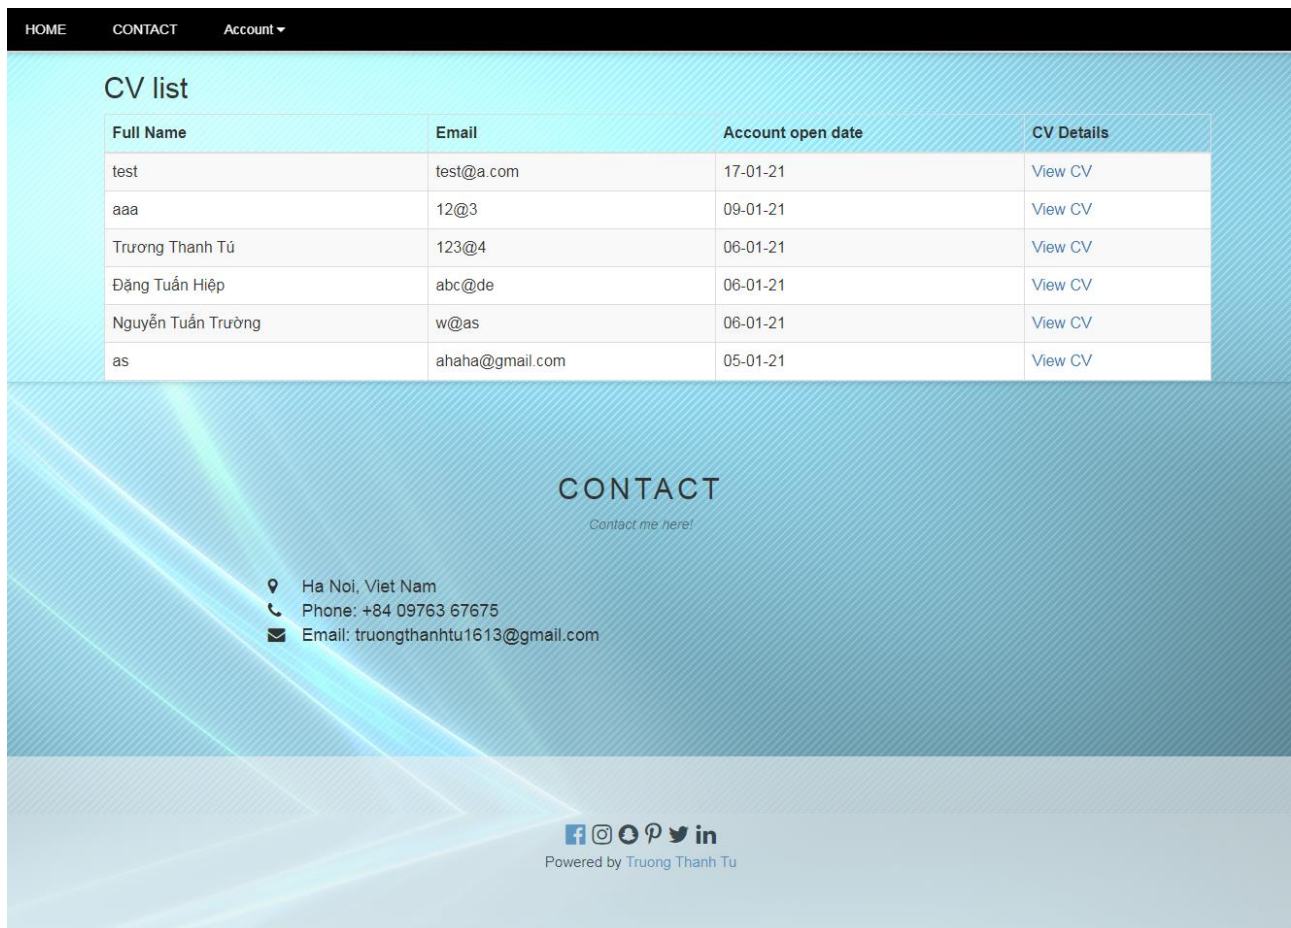 HOME CONTACT Account
CV list
Full Name Email Account open date CV Details
test test@a.com 17-01-21 View CV
aaa 12@3 09-01-21 View CV
Trương Thanh Tú 123@4 06-01-21 View CV
Đặng Tuấn Hiệp abc@de 06-01-21 View CV
Nguyễn Tuấn Trường w@as 06-01-21 View CV
as ahaha@gmail.com 05-01-21 View CV
CONTACT
Contact me here!
Ha Noi, Viet Nam
Phone: +84 09763 67675
Email: truongthanhtu1613@gmail.com
Powered by Truong Thanh Tu